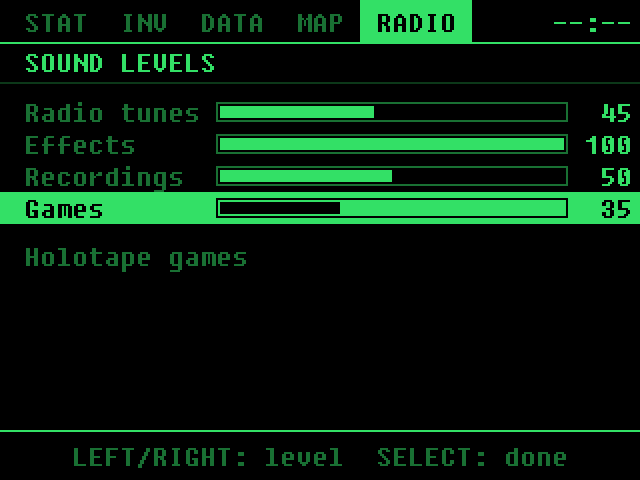 STAT INV DATA MAP RADIO --:--
SOUND LEVELS
Radio tunes 45
Effects 100
Recordings 50
Games 35
Holotape games
LEFT/RIGHT: level SELECT: done